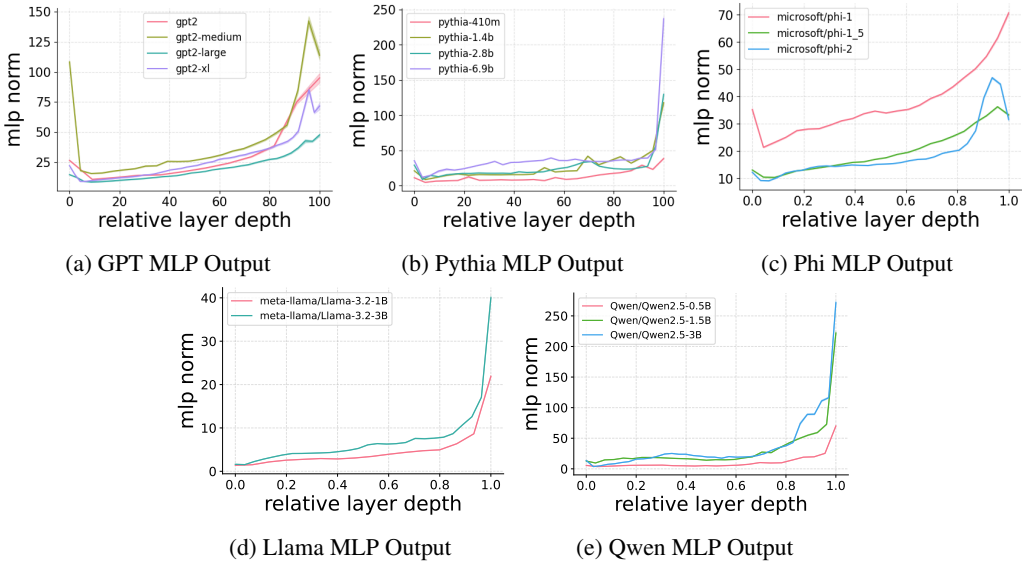 mlp norm
150
125
100
75
50
25
0
20
40
60
80
100
relative layer depth
gpt2
gpt2-medium
gpt2-large
gpt2-xl
(a) GPT MLP Output
mlp norm
250
200
150
100
50
0
0
20
40
60
80
100
relative layer depth
pythia-410m
pythia-1.4b
pythia-2.8b
pythia-6.9b
(b) Pythia MLP Output
mlp norm
70
60
50
40
30
20
10
0.0
0.2
0.4
0.6
0.8
1.0
relative layer depth
microsoft/phi-1
microsoft/phi-1_5
microsoft/phi-2
(c) Phi MLP Output
mlp norm
40
30
20
10
0
0.0
0.2
0.4
0.6
0.8
1.0
relative layer depth
meta-llama/Llama-3.2-1B
meta-llama/Llama-3.2-3B
(d) Llama MLP Output
mlp norm
250
200
150
100
50
0
0.0
0.2
0.4
0.6
0.8
1.0
relative layer depth
Qwen/Qwen2.5-0.5B
Qwen/Qwen2.5-1.5B
Qwen/Qwen2.5-3B
(e) Qwen MLP Output